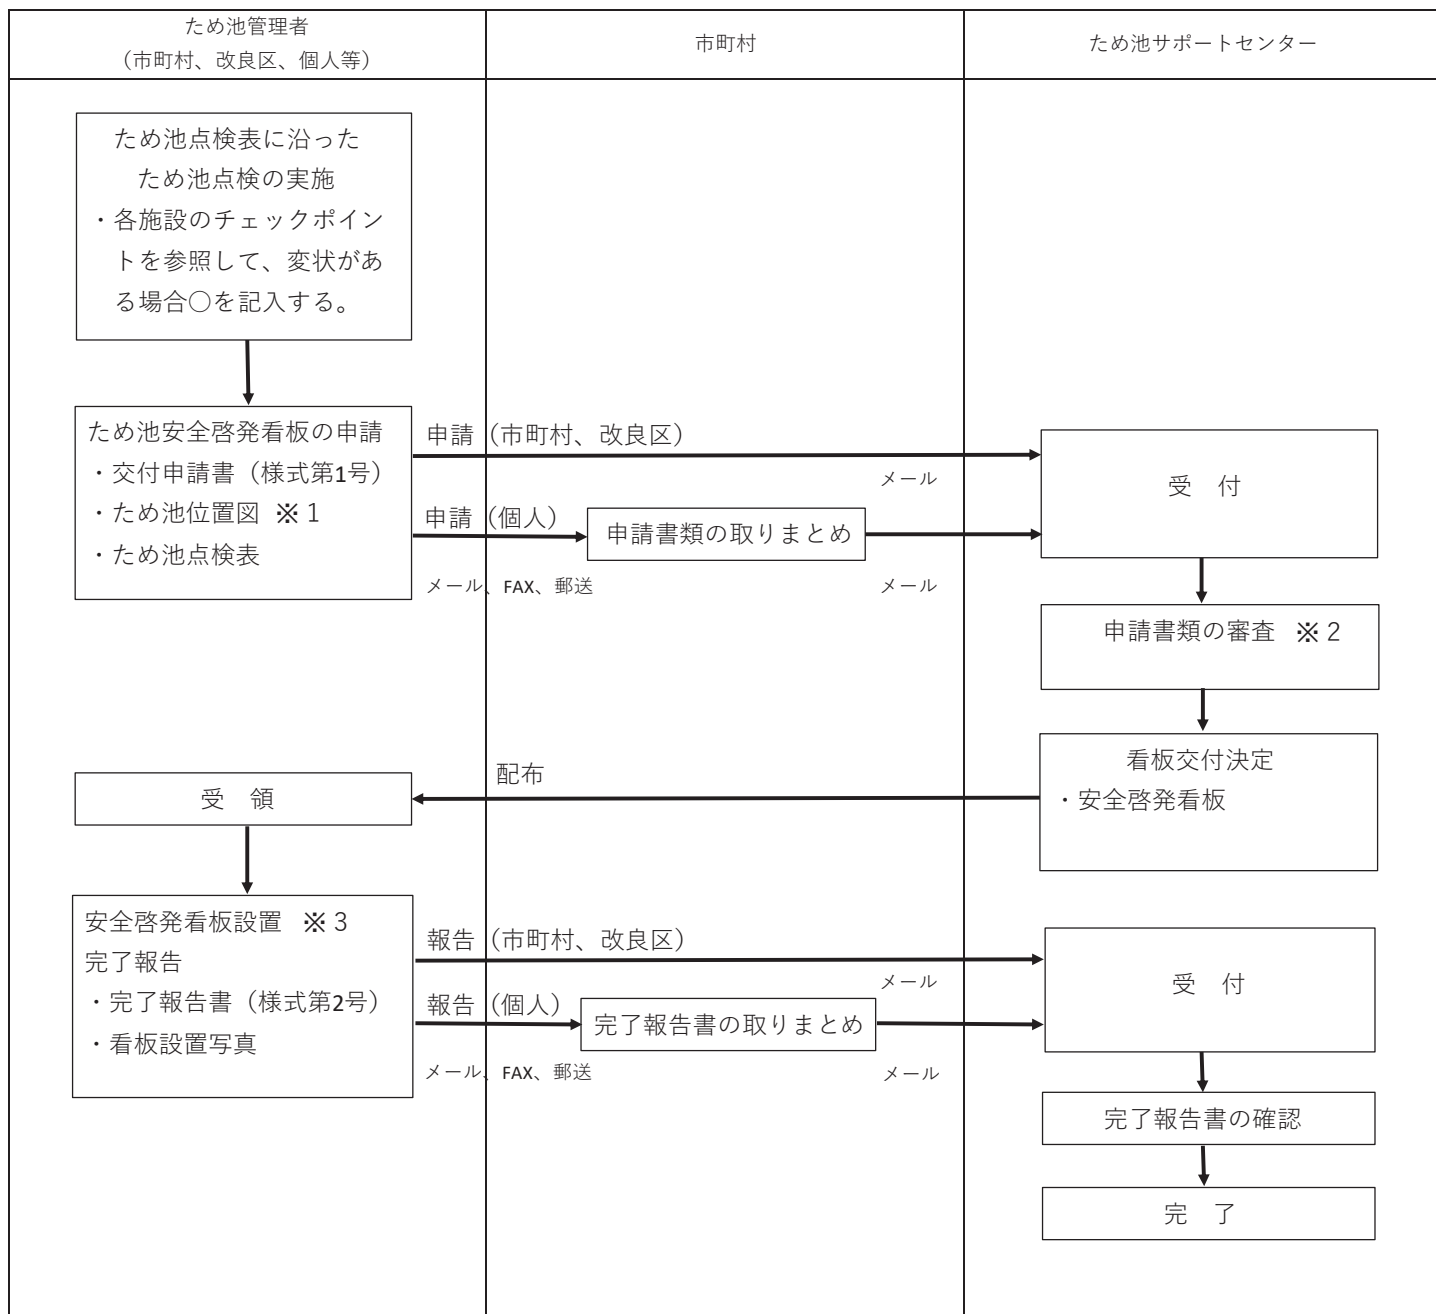 ため池管理者
（市町村、改良区、個人等）
市町村
ため池サポートセンター
ため池点検表に沿った
ため池点検の実施
・各施設のチェックポイン
トを参照して、変状があ
る場合○を記入する。
ため池安全啓発看板の申請
・交付申請書（様式第1号）
・ため池位置図 ※１
・ため池点検表
申請（市町村、改良区）
メール
申請（個人）
メール、FAX、郵送
申請書類の取りまとめ
メール
受　付
申請書類の審査 ※２
看板交付決定
・安全啓発看板
配布
受　領
安全啓発看板設置 ※３
完了報告
・完了報告書（様式第2号）
・看板設置写真
報告（市町村、改良区）
メール
報告（個人）
メール、FAX、郵送
完了報告書の取りまとめ
メール
受　付
完了報告書の確認
完　了